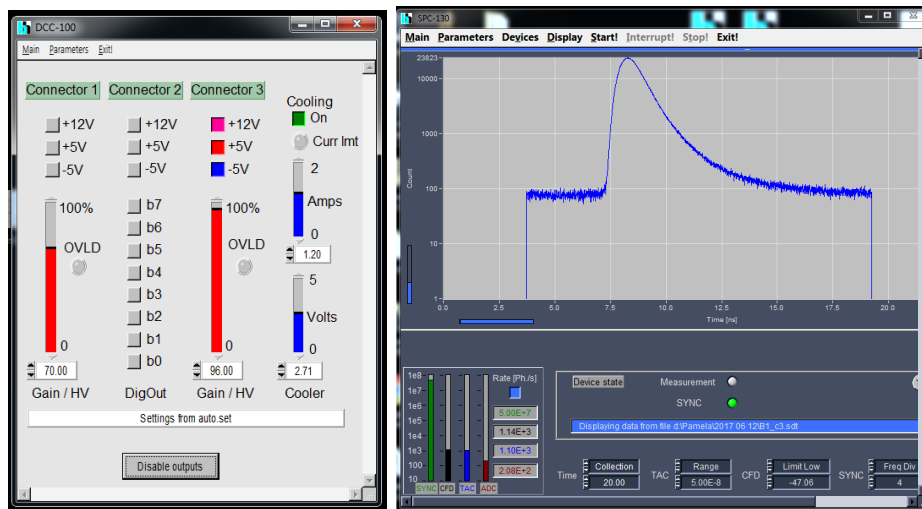 DCC-100
Main Parameters Exit!
Connector 1 Connector 2 Connector 3
Cooling
On
+12V +12V +12V
Curr lmt
+5V +5V +5V
-5V -5V -5V
2
100% b7 100%
Amps
b6
OVLD b5 OVLD
0
b4
1.20
b3
5
b2
Volts
b1
0 0 0
b0
70.00 96.00 2.71
Gain / HV DigOut Gain / HV Cooler
Settings from auto.set
Disable outputs
SPC-130
Main Parameters Devices Display Start! Interrupt! Stop! Exit!
23823
10000
1000
Count
100
10
1
0.0 2.5 5.0 7.5 10.0 12.5 15.0 17.5 20.0
Time [ns]
1e8
1e7
1e6
1e5
1e4
1e3
100
10
SYNC CFD TAC ADC
Rate [Ph./s]
5.00E+7
1.14E+3
1.10E+3
2.08E+2
Device state Measurement
SYNC
Displaying data from file d:\Pamela\2017 06 12\B1_c3.sdt
Time Collection 20.00
TAC Range 5.00E-8
CFD Limit Low -47.06
SYNC Freq Div 4